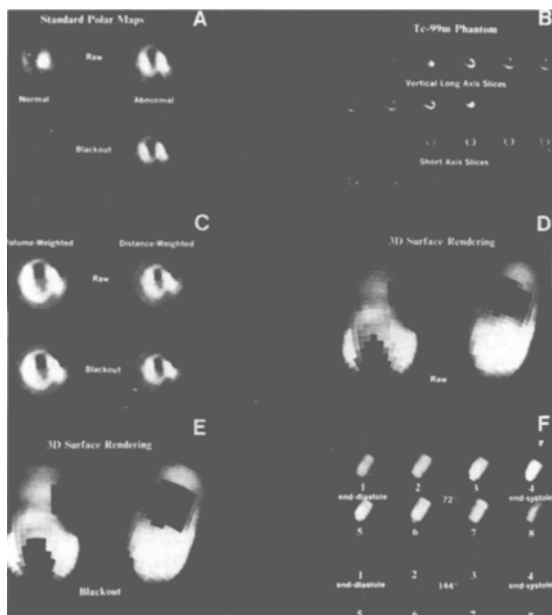 A
Standard Polar Maps
Raw
Normal
Abnormal
Blackout
B
Tc-99m Phantom
Vertical Long Axis Slices
Short Axis Slices
C
Volume-Weighted
Distance-Weighted
Raw
Blackout
D
3D Surface Rendering
Raw
E
3D Surface Rendering
Blackout
F
1 2 3 4
end-diastole 72° end-systole
5 6 7 8
1 2 3 4
end-diastole 144° end-systole
5 6 7 8